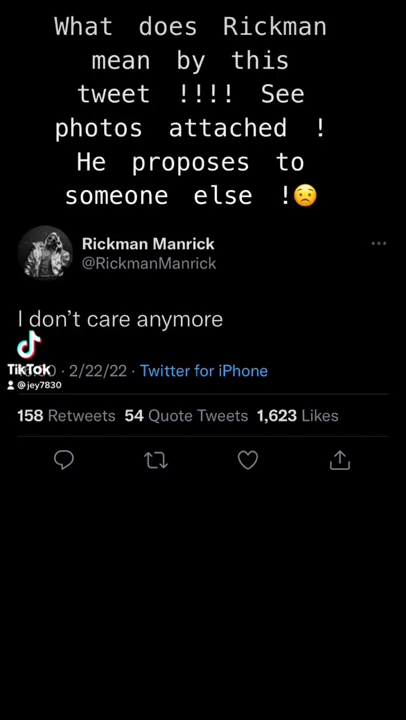 What does Rickman
mean by this
tweet !!!! See
photos attached !
He proposes to
someone else !😟
Rickman Manrick
@RickmanManrick
I don't care anymore
TikTok
· 2/22/22 · Twitter for iPhone
@jey7830
158 Retweets 54 Quote Tweets 1,623 Likes